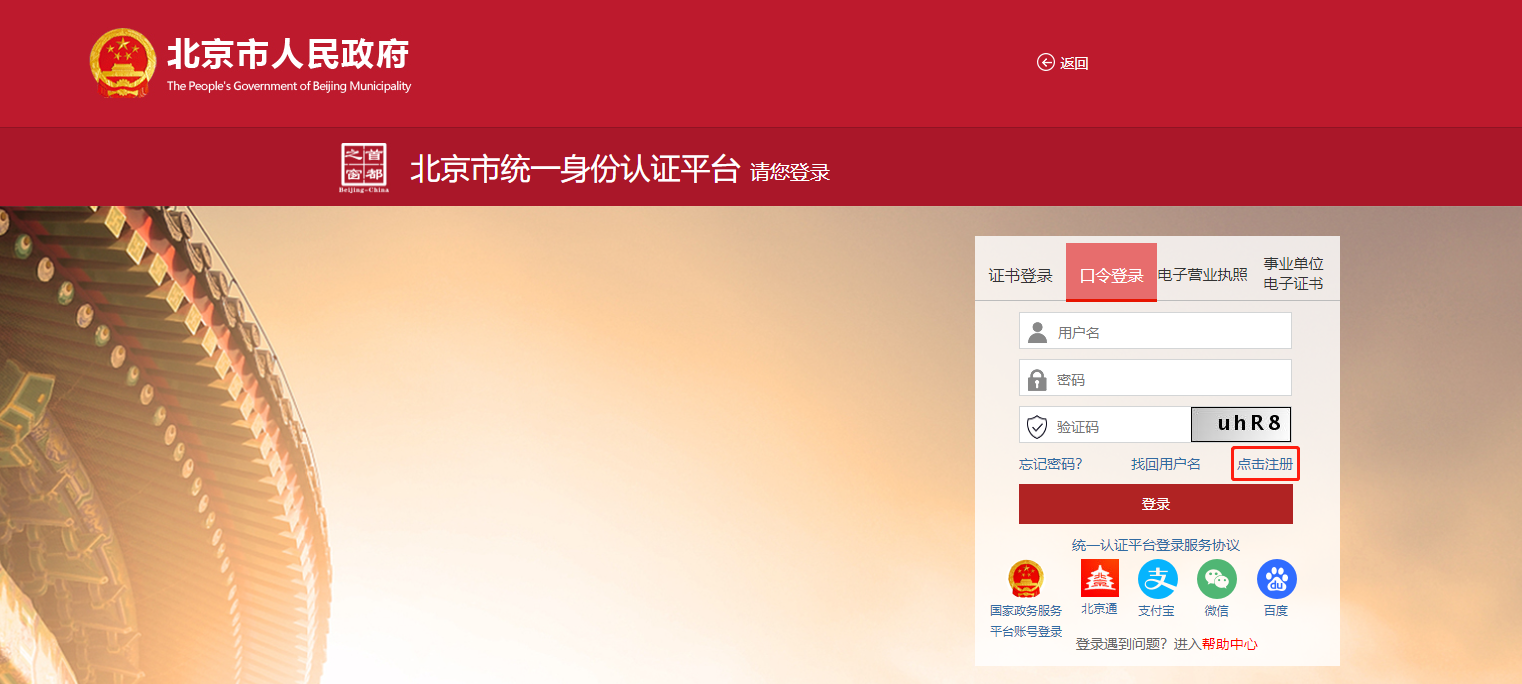 北京市人民政府
The People's Government of Beijing Municipality
返回
首都之窗
Beijing-China
北京市统一身份认证平台 请您登录
证书登录 口令登录 电子营业执照 事业单位
电子证书
用户名
密码
验证码 uhR8
忘记密码? 找回用户名 点击注册
登录
统一认证平台登录服务协议
国家政务服务 北京通 支付宝 微信 百度
平台账号登录
登录遇到问题? 进入帮助中心